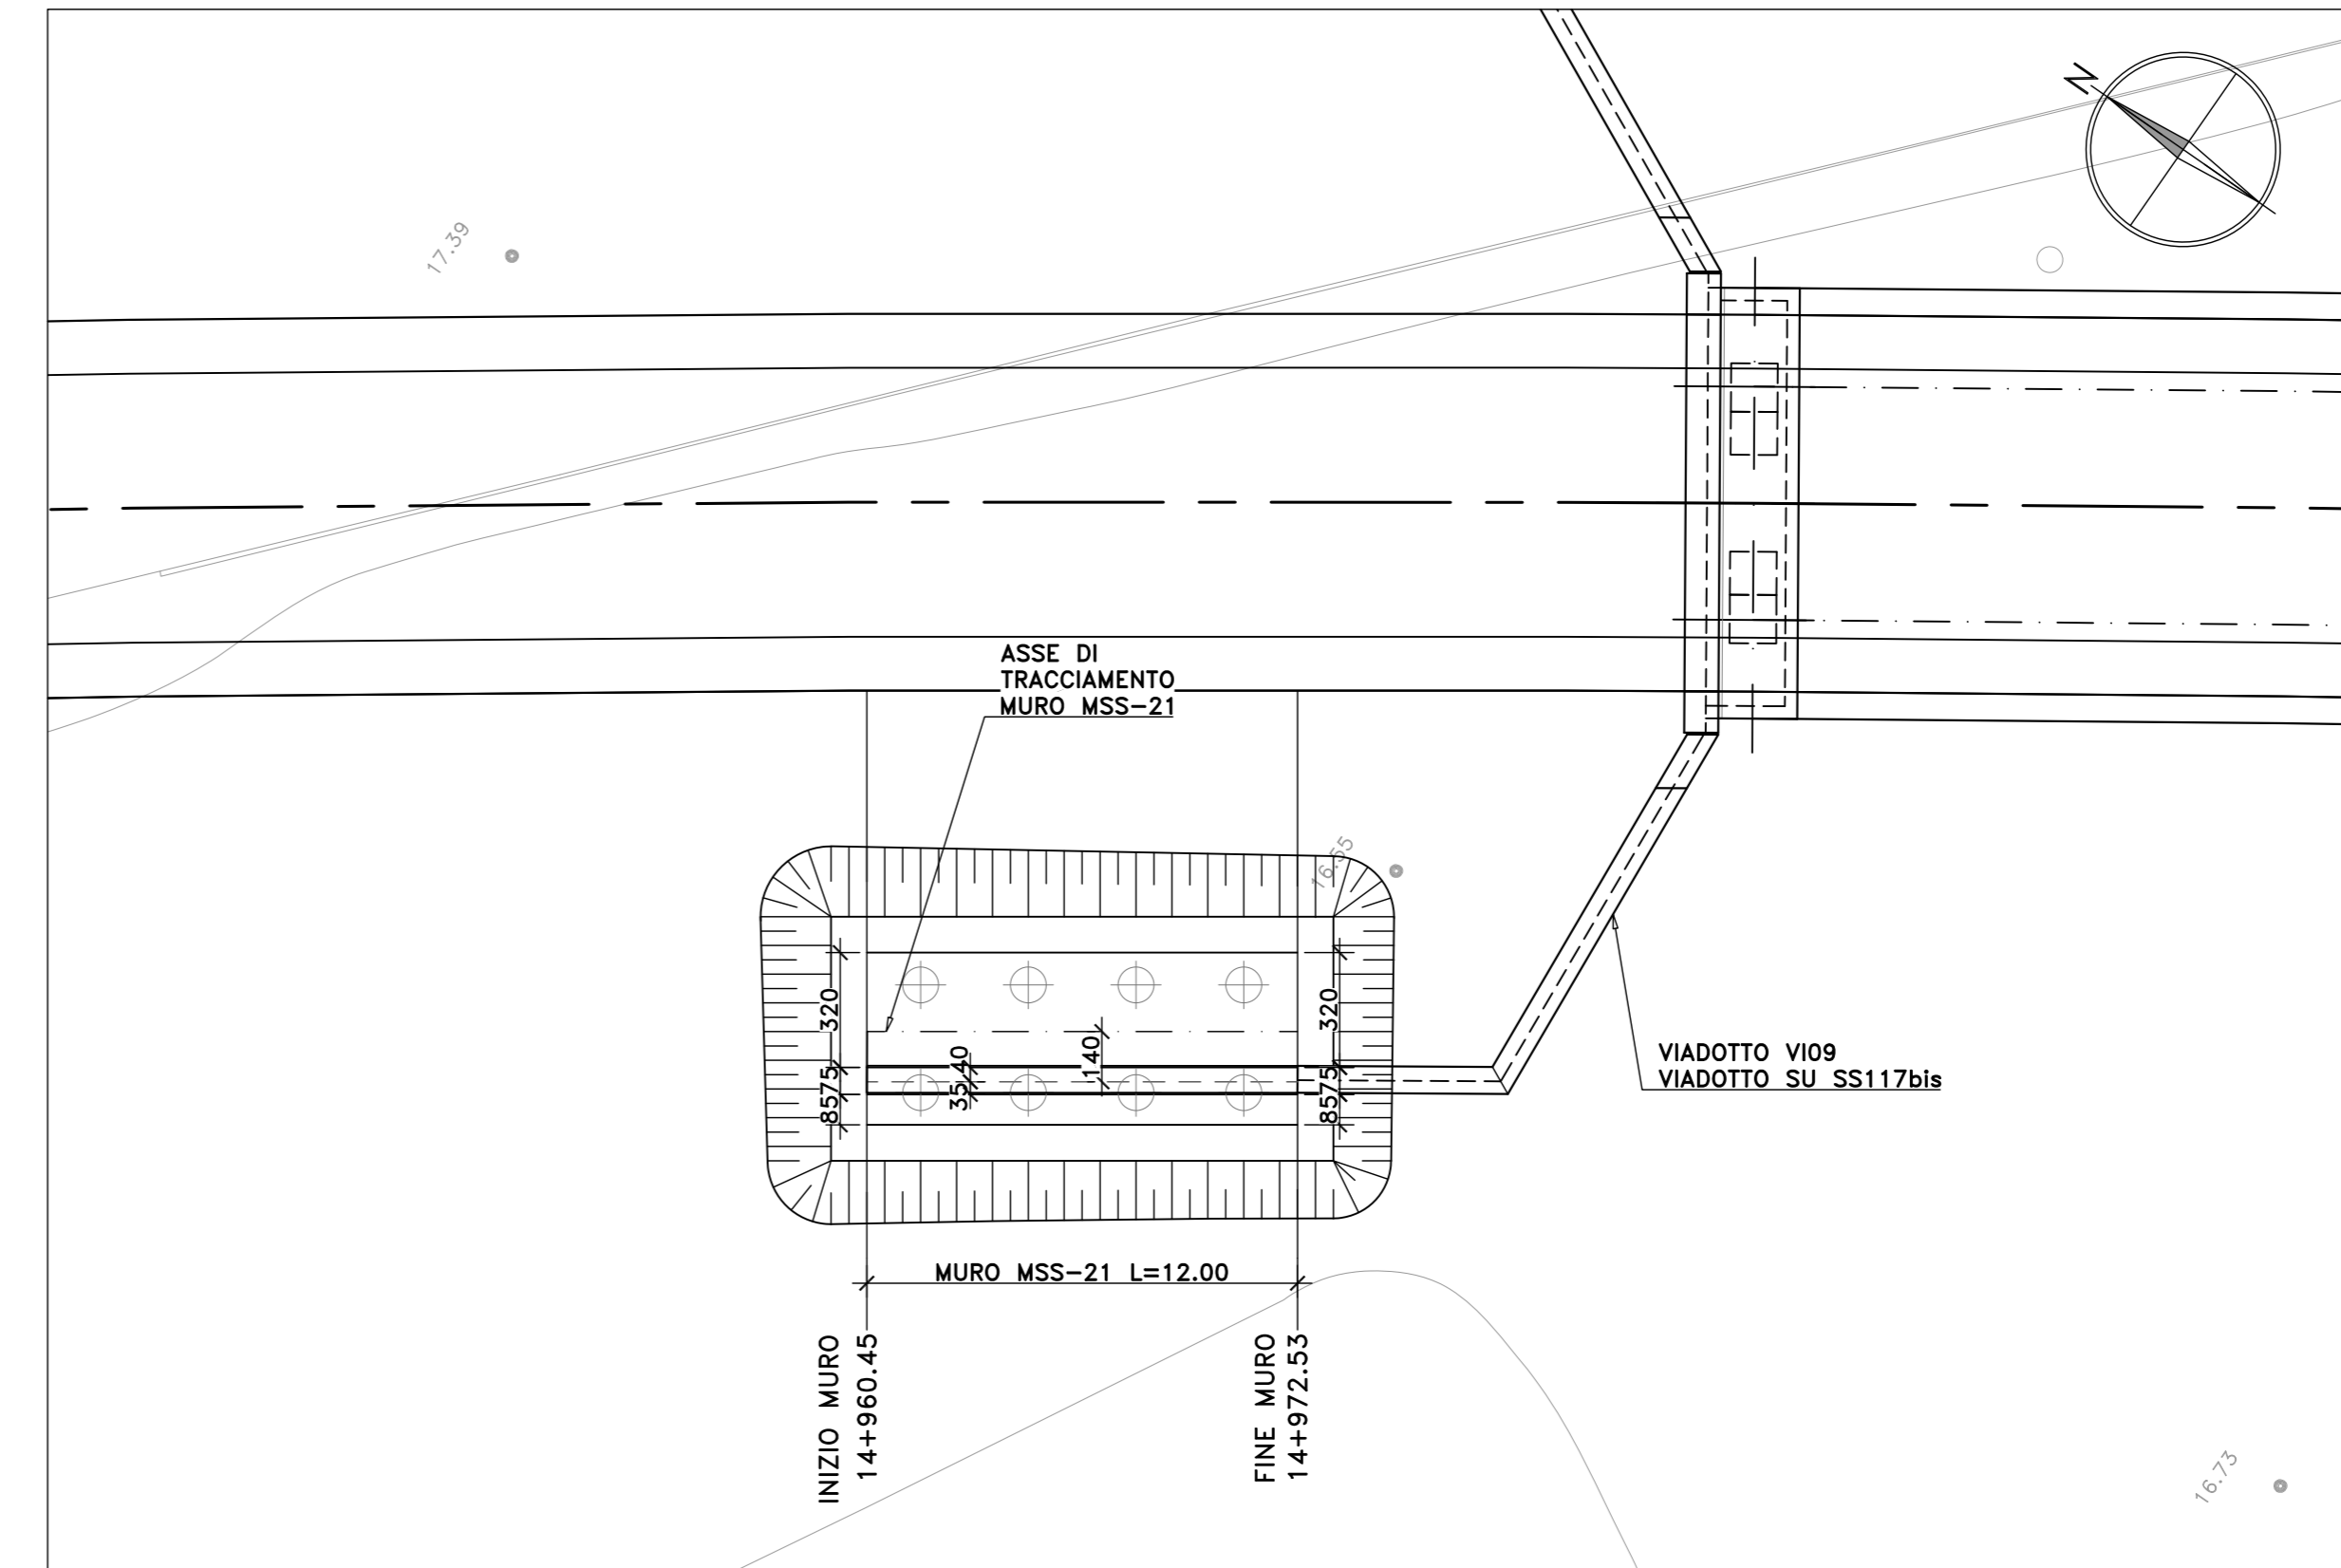 N
17.39
ASSE DI
TRACCIAMENTO
MURO MSS-21
16.55
320
320
140
40
35
8575
8575
VIADOTTO VI09
VIADOTTO SU SS117bis
MURO MSS-21 L=12.00
INIZIO MURO
14+960.45
FINE MURO
14+972.53
16.73